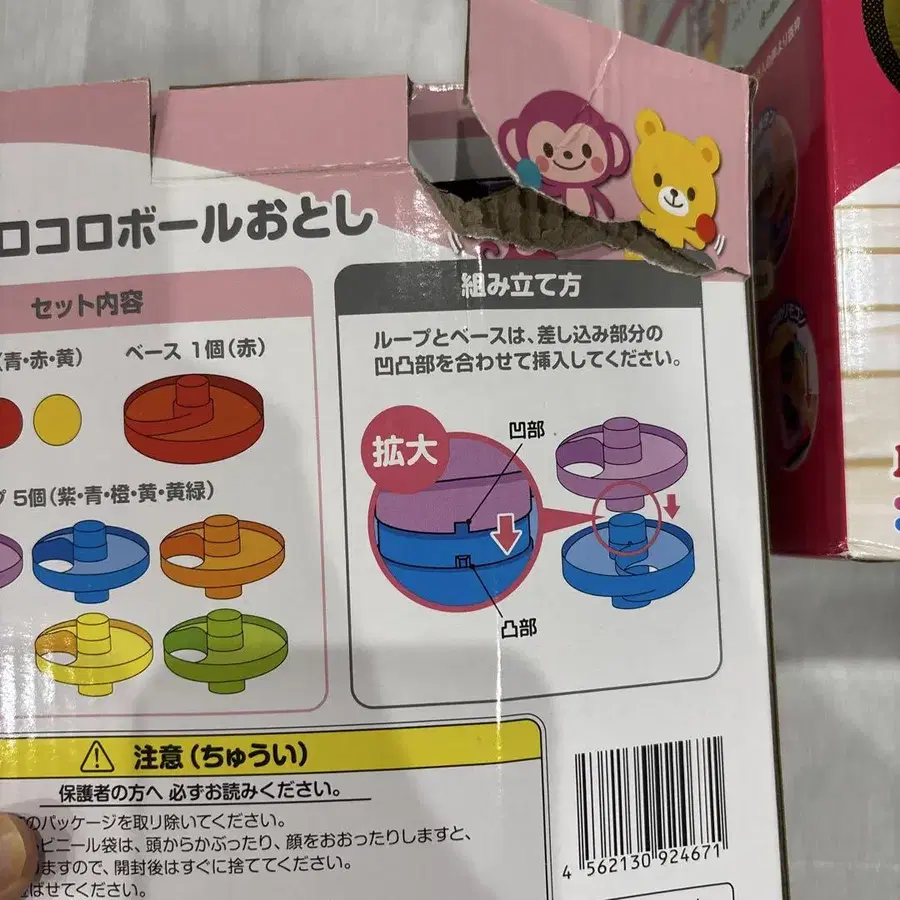 ロコロボールおとし
セット内容
(青・赤・黄)
ベース 1個(赤)
5個(紫・青・橙・黄・黄緑)
組み立て方
ループとベースは、差し込み部分の
凹凸部を合わせて挿入してください。
拡大
凹部
凸部
注意(ちゅうい)
保護者の方へ 必ずお読みください。
のパッケージを取り除いてください。
ビニール袋は、頭からかぶったり、顔をおおったりしますと、
ますので、開封後はすぐに捨ててください。
ばせてください。
4 562130 924671